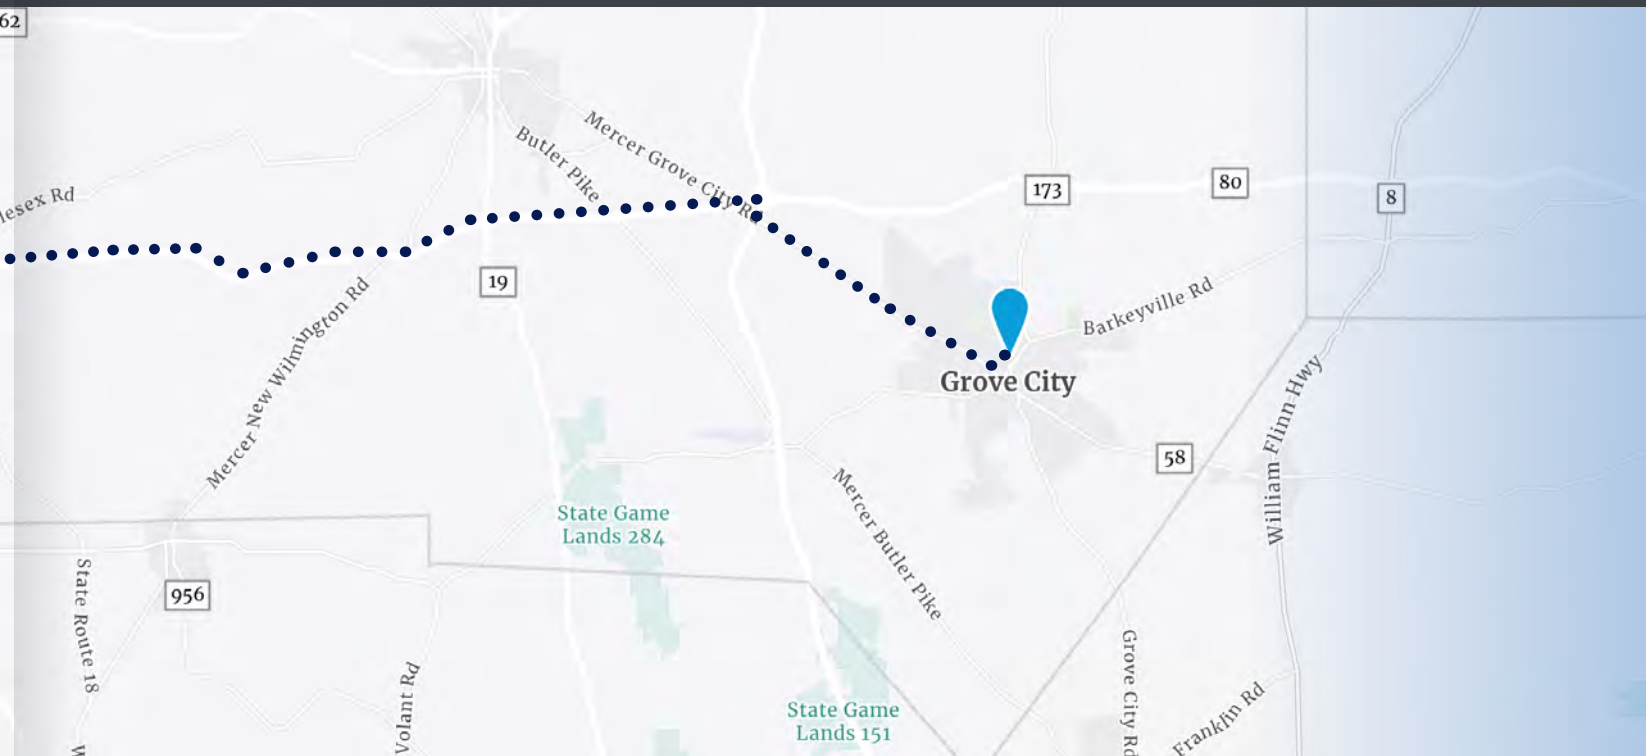 62
Mercer Grove City Rd
Butler Pike
173
80
8
lesex Rd
19
Mercer New Wilmington Rd
Barkeyville Rd
Grove City
William Flinn Hwy
58
State Game
Lands 284
Mercer Butler Pike
956
State Route 18
Grove City Rd
Volant Rd
Franklin Rd
State Game
Lands 151
W